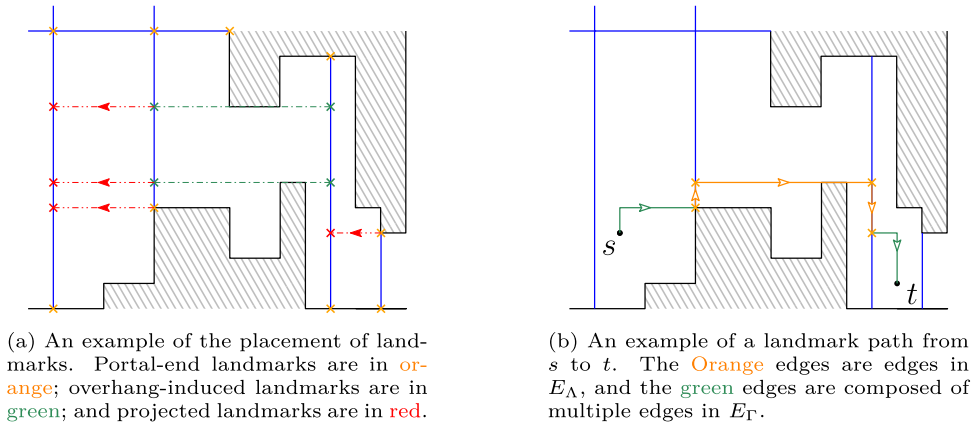 s
t
(a) An example of the placement of land-
marks. Portal-end landmarks are in or-
ange; overhang-induced landmarks are in
green; and projected landmarks are in red.
(b) An example of a landmark path from
s to t. The Orange edges are edges in
E_Λ, and the green edges are composed of
multiple edges in E_Γ.